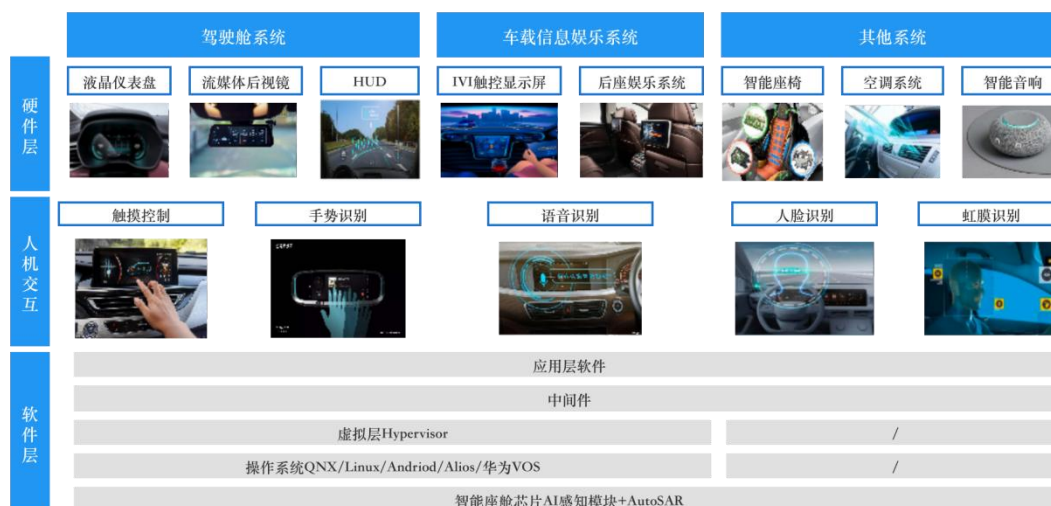 驾驶舱系统
车载信息娱乐系统
其他系统
硬件层
液晶仪表盘
流媒体后视镜
HUD
IVI触控显示屏
后座娱乐系统
智能座椅
空调系统
智能音响
人机交互
触摸控制
手势识别
语音识别
人脸识别
虹膜识别
软件层
应用层软件
中间件
虚拟层Hypervisor
/
操作系统QNX/Linux/Andriod/Alios/华为VOS
/
智能座舱芯片AI感知模块+AutoSAR